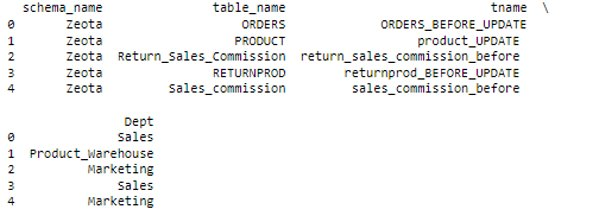 schema_name table_name tname \
0 Zeota ORDERS ORDERS_BEFORE_UPDATE
1 Zeota PRODUCT product_UPDATE
2 Zeota Return_Sales_Commission return_sales_commission_before
3 Zeota RETURNPROD returnprod_BEFORE_UPDATE
4 Zeota Sales_commission sales_commission_before
Dept
0 Sales
1 Product_Warehouse
2 Marketing
3 Sales
4 Marketing